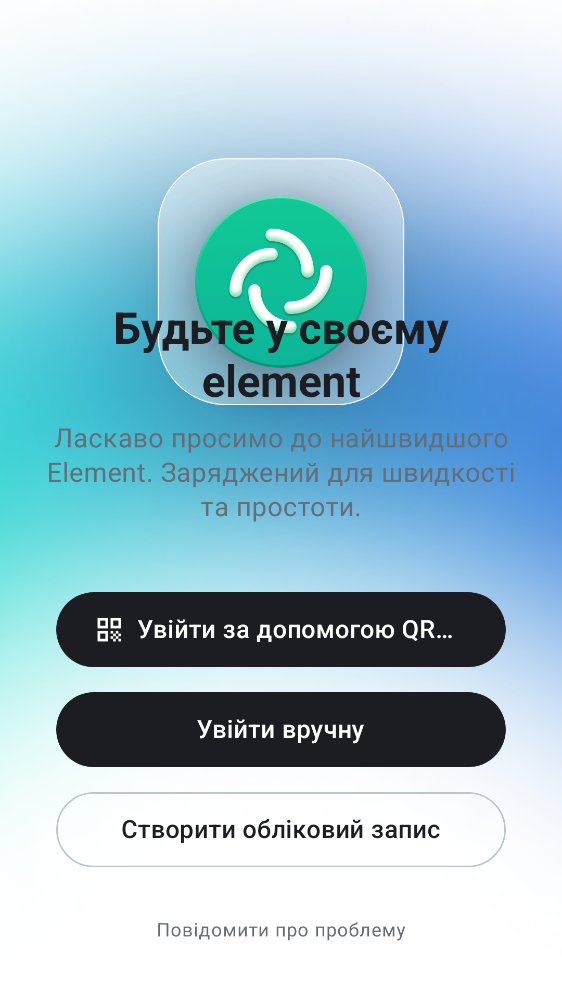 Будьте у своєму
element
Ласкаво просимо до найшвидшого
Element. Заряджений для швидкості
та простоти.
Увійти за допомогою QR…
Увійти вручну
Створити обліковий запис
Повідомити про проблему